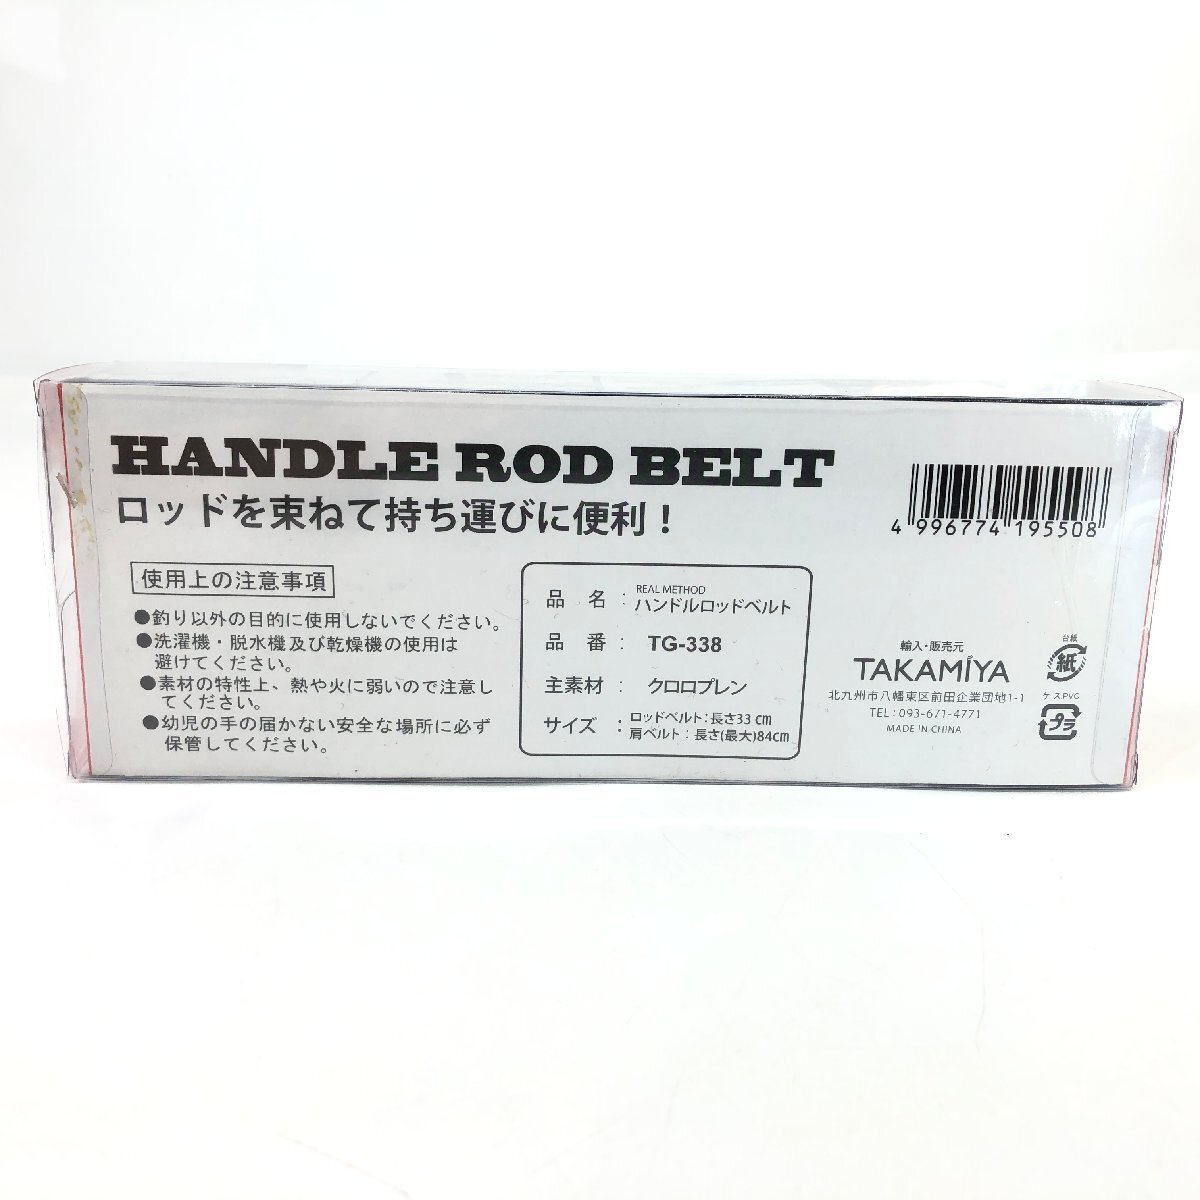 HANDLE ROD BELT
ロッドを束ねて持ち運びに便利！
4 996774 195508
使用上の注意事項
●釣り以外の目的に使用しないでください。
●洗濯機・脱水機及び乾燥機の使用は
避けてください。
●素材の特性上、熱や火に弱いので注意し
てください。
●幼児の手の届かない安全な場所に必ず
保管してください。
REAL METHOD
品 名 : ハンドルロッドベルト
品 番 : TG-338
主素材 : クロロプレン
サイズ : ロッドベルト:長さ33cm
肩ベルト:長さ(最大)84cm
輸入・販売元
TAKAMIYA
北九州市八幡東区前田企業団地1-1
TEL:093-671-4771
MADE IN CHINA
台紙
紙
ケスPVC
プラ